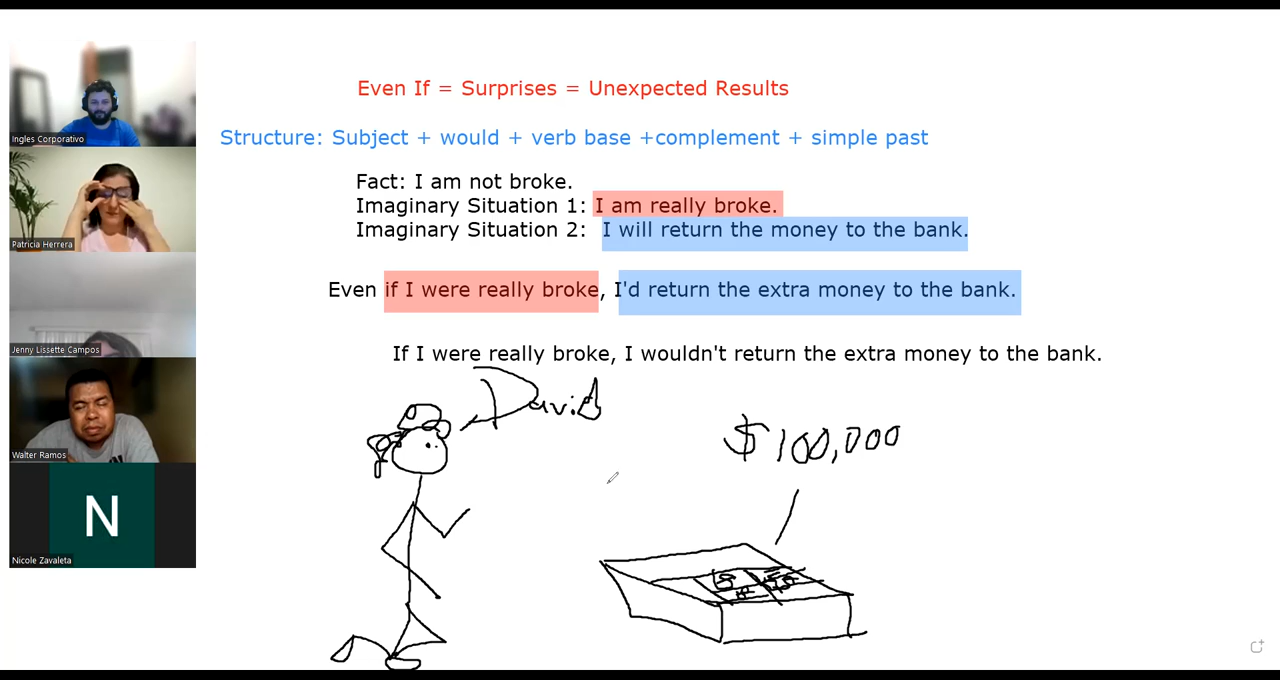 Even If = Surprises = Unexpected Results
Structure: Subject + would + verb base +complement + simple past
Fact: I am not broke.
Imaginary Situation 1: I am really broke.
Imaginary Situation 2: I will return the money to the bank.
Even if I were really broke, I'd return the extra money to the bank.
If I were really broke, I wouldn't return the extra money to the bank.
David
$100,000
Ingles Corporativo
Patricia Herrera
Jenny Lissette Campos
Walter Ramos
N
Nicole Zavaleta